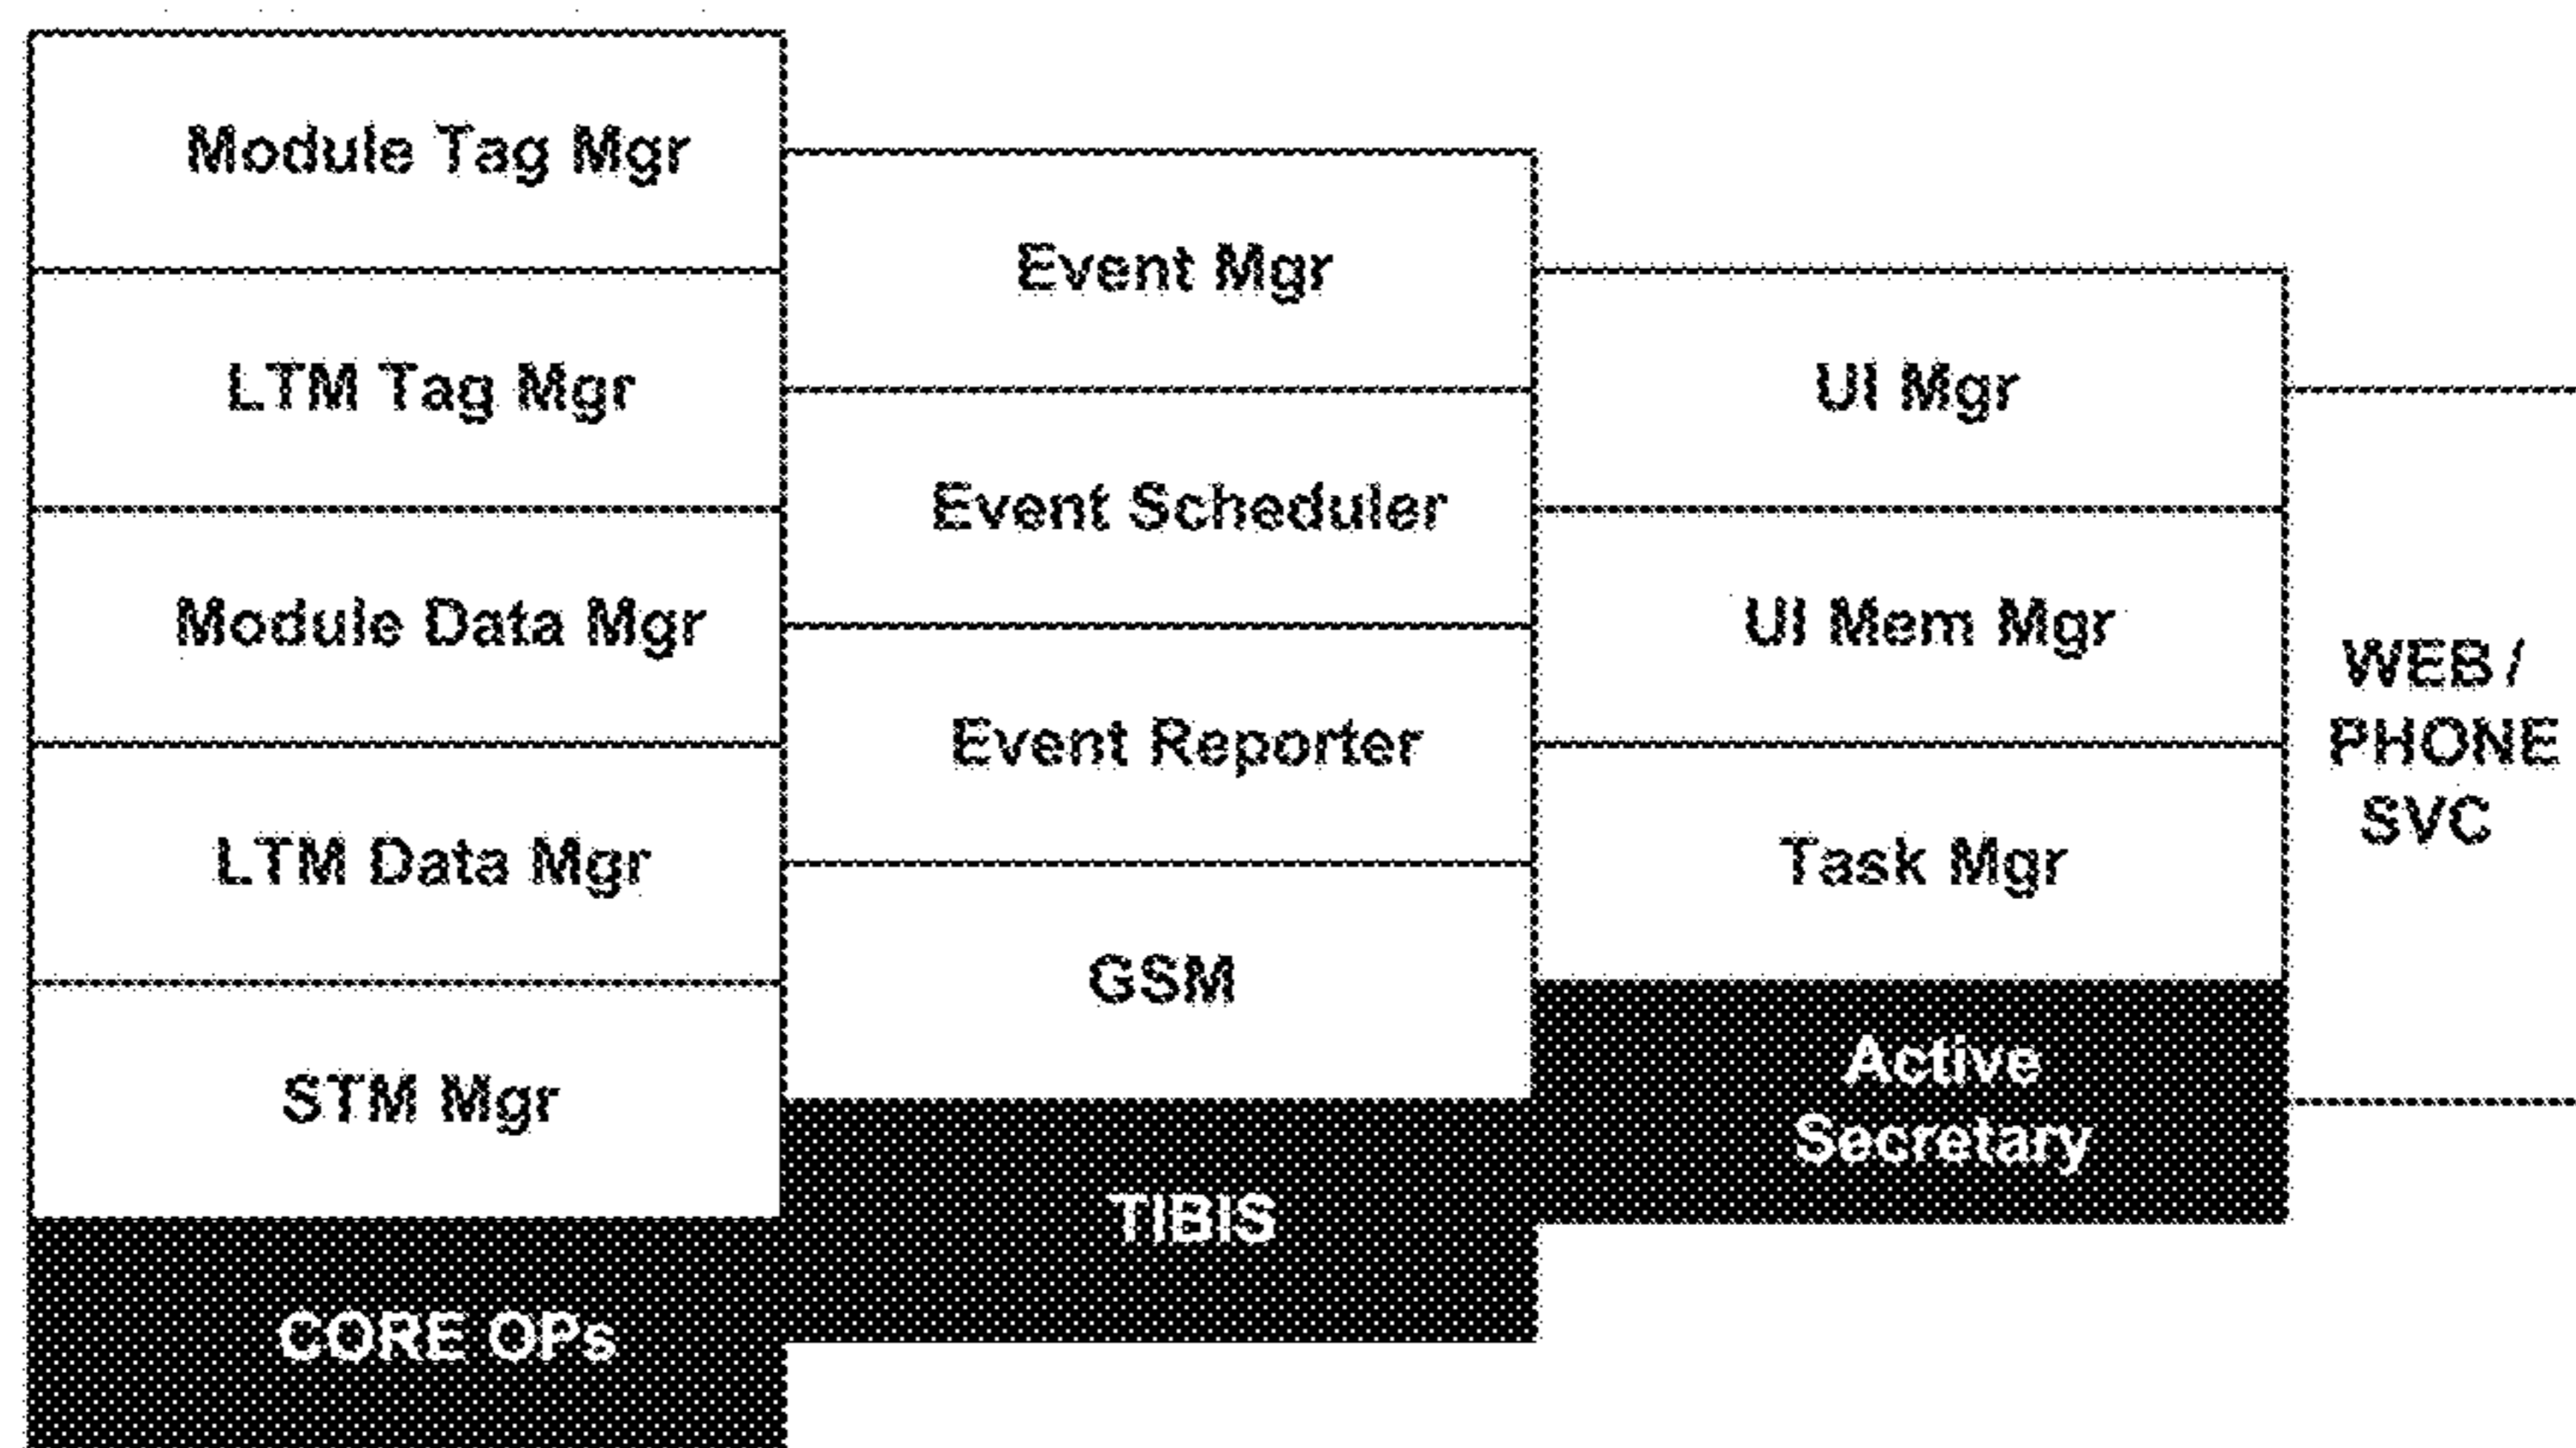 Module Tag Mgr
LTM Tag Mgr
Module Data Mgr
LTM Data Mgr
STM Mgr
CORE OPs
Event Mgr
Event Scheduler
Event Reporter
GSM
TIBIS
UI Mgr
UI Mem Mgr
Task Mgr
Active
Secretary
WEB /
PHONE
SVC